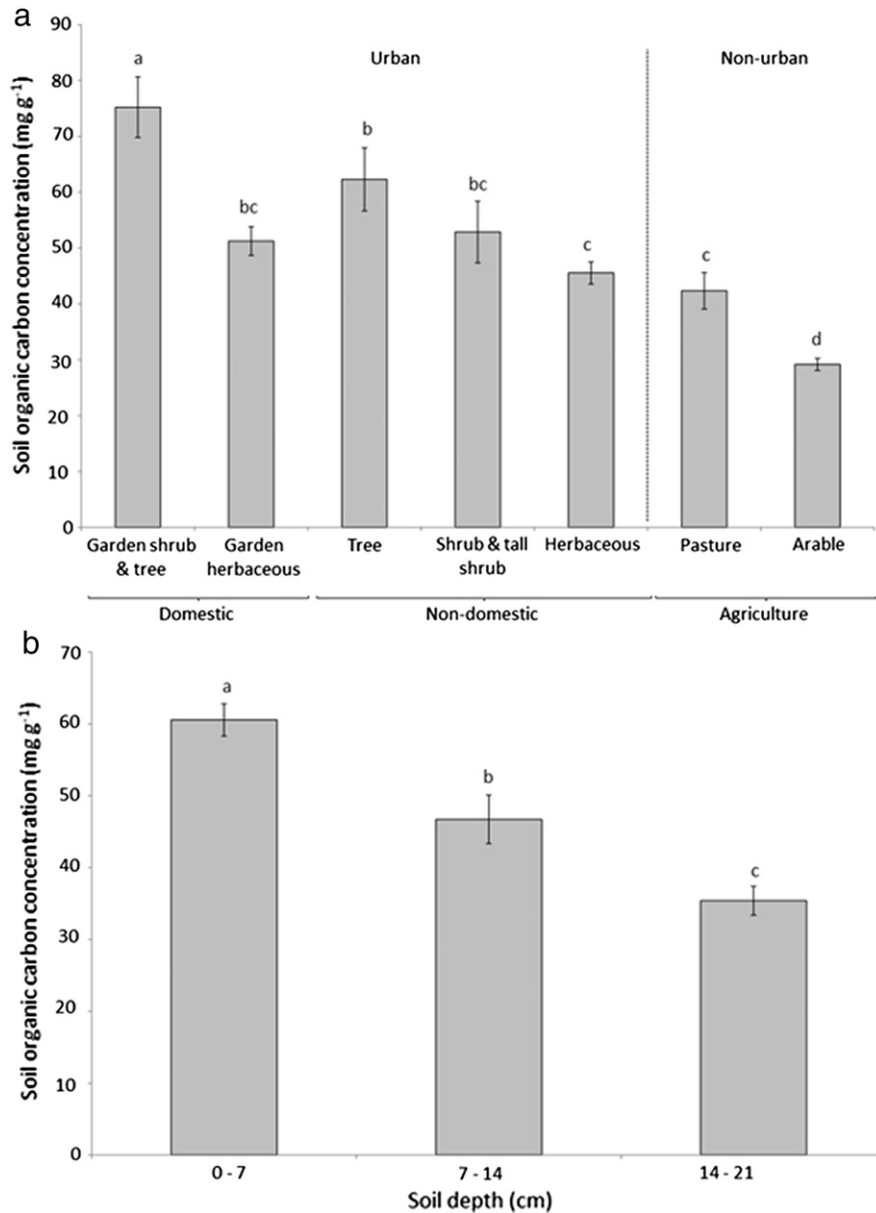 a
Soil organic carbon concentration (mg g-1)
90
80
70
60
50
40
30
20
10
0
Urban
Non-urban
a
bc
b
bc
c
c
d
Garden shrub & tree
Garden herbaceous
Tree
Shrub & tall shrub
Herbaceous
Pasture
Arable
Domestic
Non-domestic
Agriculture
b
Soil organic carbon concentration (mg g-1)
70
60
50
40
30
20
10
0
a
b
c
0 - 7
7 - 14
14 - 21
Soil depth (cm)